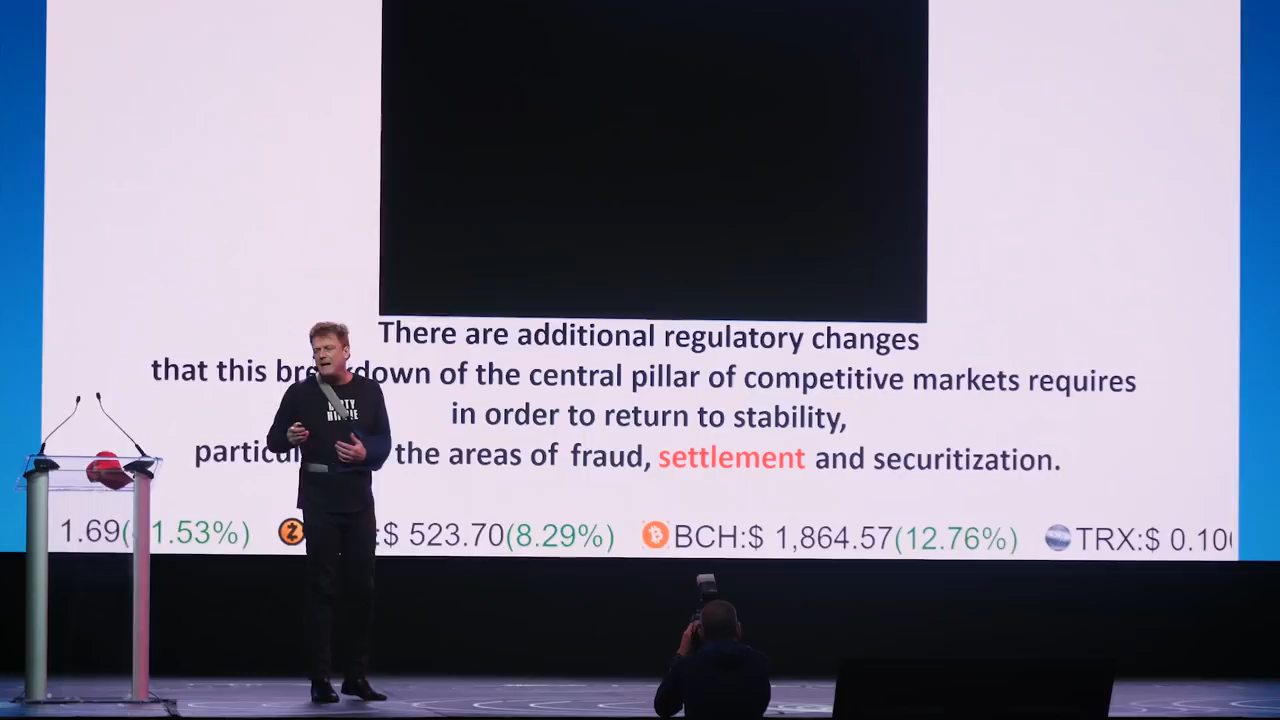 There are additional regulatory changes
that this breakdown of the central pillar of competitive markets requires
in order to return to stability,
the areas of fraud, settlement and securitization.
1.69( 1.53%) :$ 523.70(8.29%) BCH:$ 1,864.57(12.76%) TRX:$ 0.10